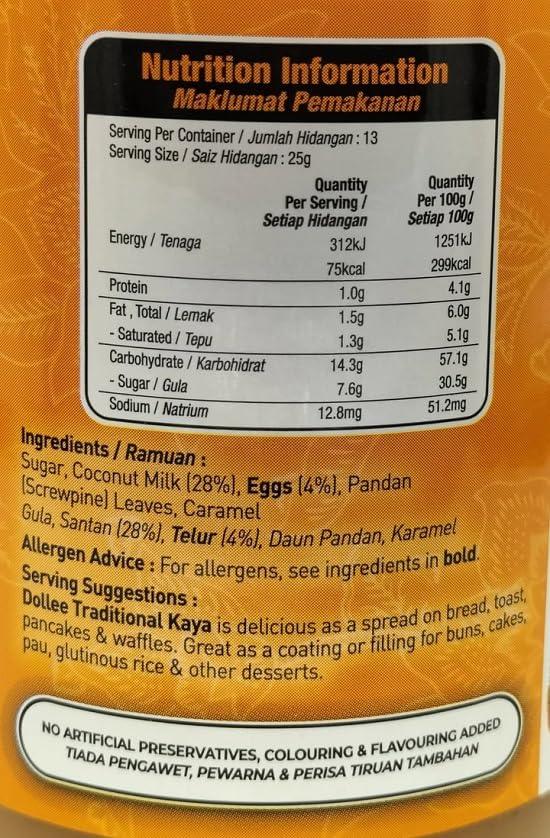 Nutrition Information
Maklumat Pemakanan
Serving Per Container / Jumlah Hidangan : 13
Serving Size / Saiz Hidangan : 25g
Quantity Per Serving / Setiap Hidangan Quantity Per 100g / Setiap 100g
Energy / Tenaga 312kJ 1251kJ
75kcal 299kcal
Protein 1.0g 4.1g
Fat , Total / Lemak 1.5g 6.0g
- Saturated / Tepu 1.3g 5.1g
Carbohydrate / Karbohidrat 14.3g 57.1g
- Sugar / Gula 7.6g 30.5g
Sodium / Natrium 12.8mg 51.2mg
Ingredients / Ramuan :
Sugar, Coconut Milk (28%), Eggs (4%), Pandan
(Screwpine) Leaves, Caramel
Gula, Santan (28%), Telur (4%), Daun Pandan, Karamel
Allergen Advice : For allergens, see ingredients in bold.
Serving Suggestions :
Dollee Traditional Kaya is delicious as a spread on bread, toast,
pancakes & waffles. Great as a coating or filling for buns, cakes,
pau, glutinous rice & other desserts.
NO ARTIFICIAL PRESERVATIVES, COLOURING & FLAVOURING ADDED
TIADA PENGAWET, PEWARNA & PERISA TIRUAN TAMBAHAN